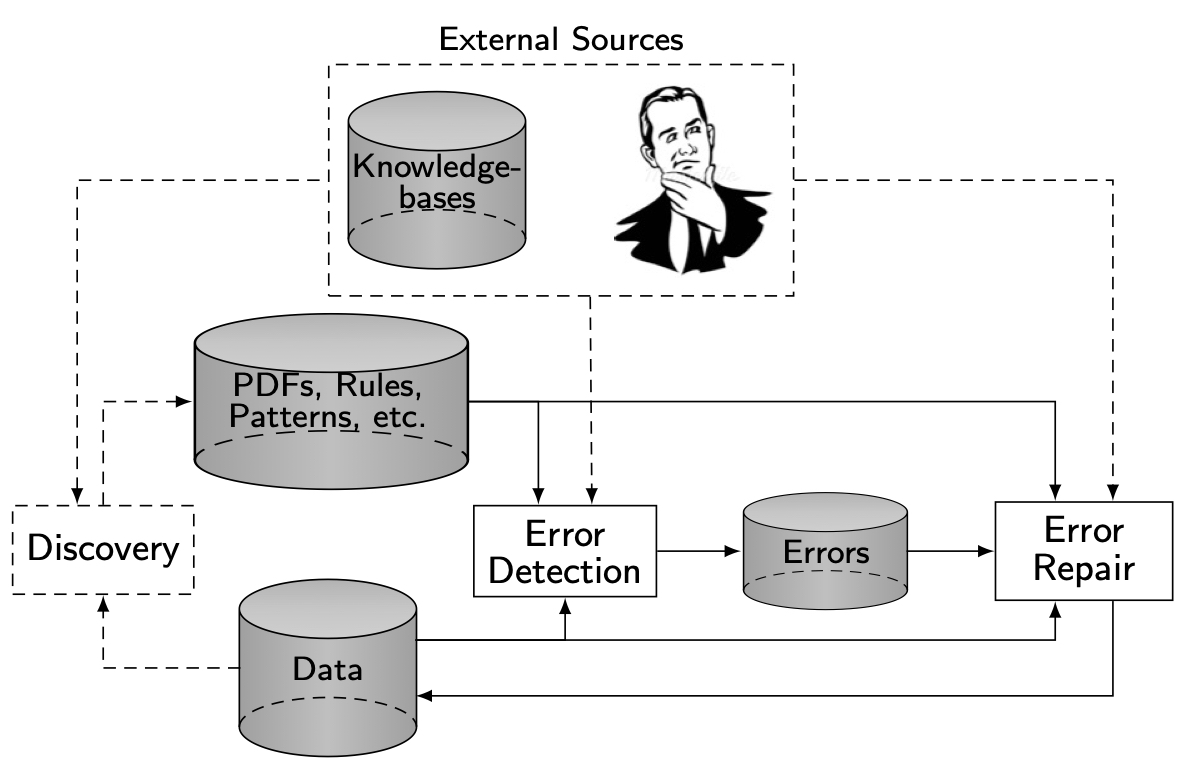 External Sources
Knowledge-
bases
PDFs, Rules,
Patterns, etc.
Discovery
Error
Detection
Errors
Error
Repair
Data